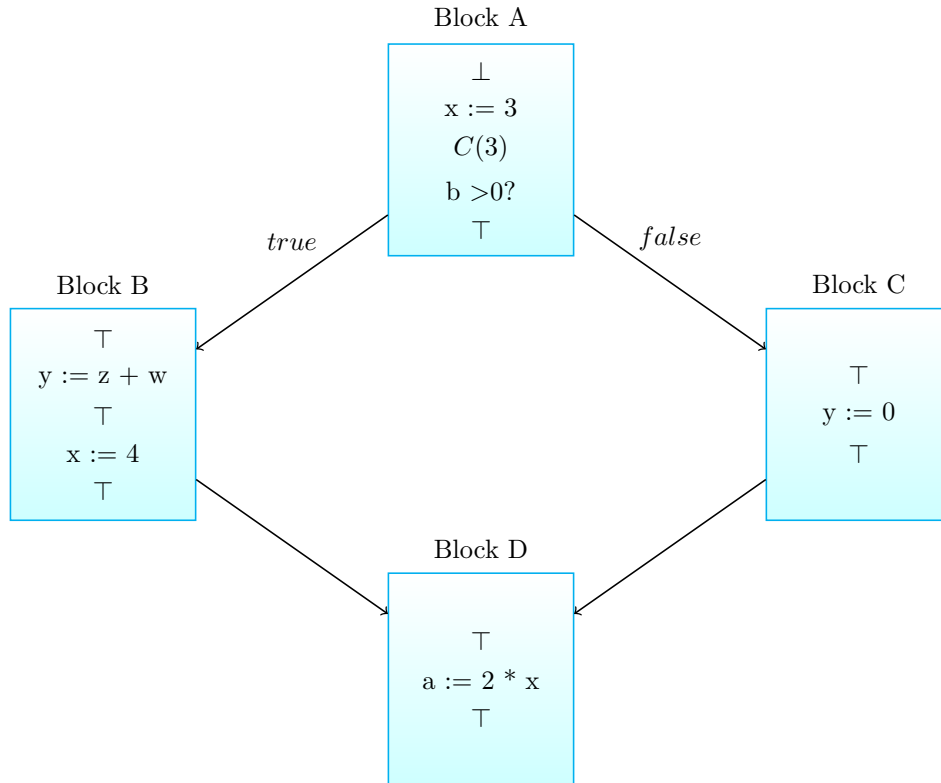 Block A
⊥
x := 3
C(3)
b >0?
⊤
true
false
Block B
⊤
y := z + w
⊤
x := 4
⊤
Block C
⊤
y := 0
⊤
Block D
⊤
a := 2 * x
⊤